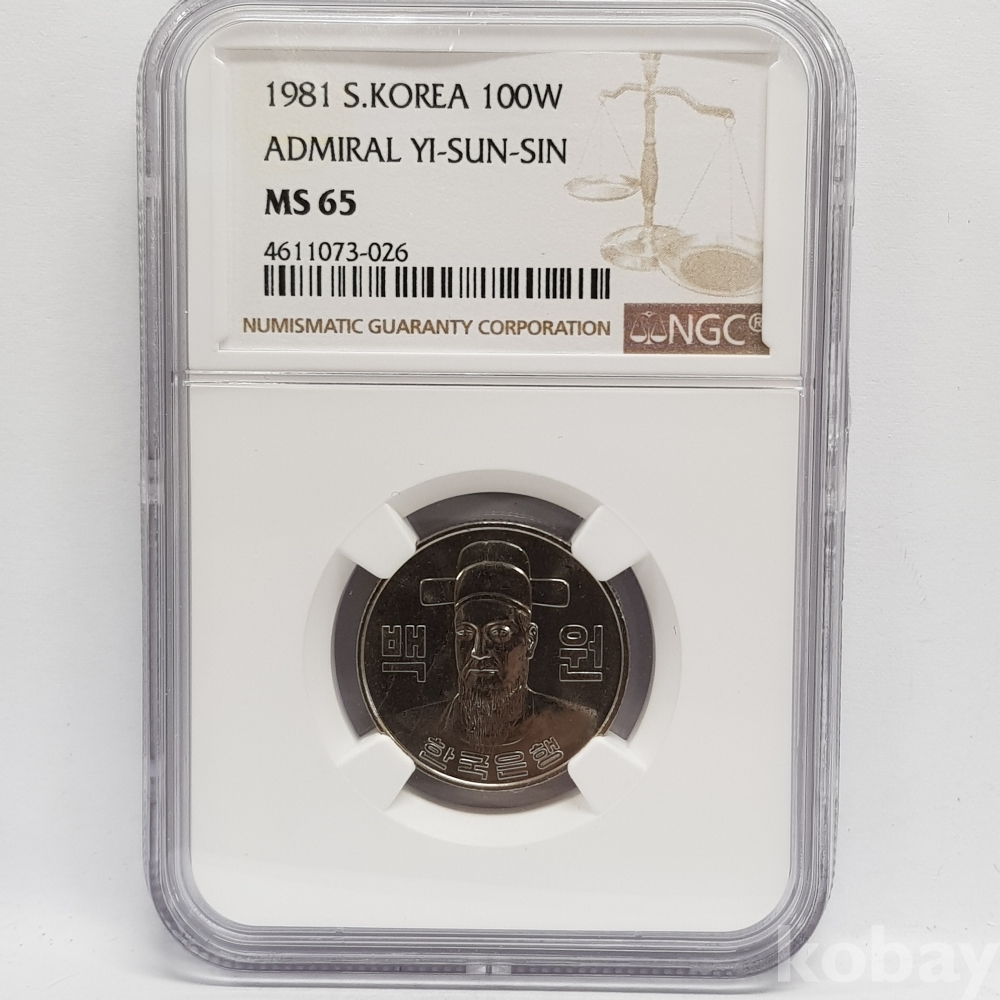 1981 S.KOREA 100W
ADMIRAL YI-SUN-SIN
MS 65
4611073-026
NUMISMATIC GUARANTY CORPORATION
NGC®
백 원
한국은행
kobay